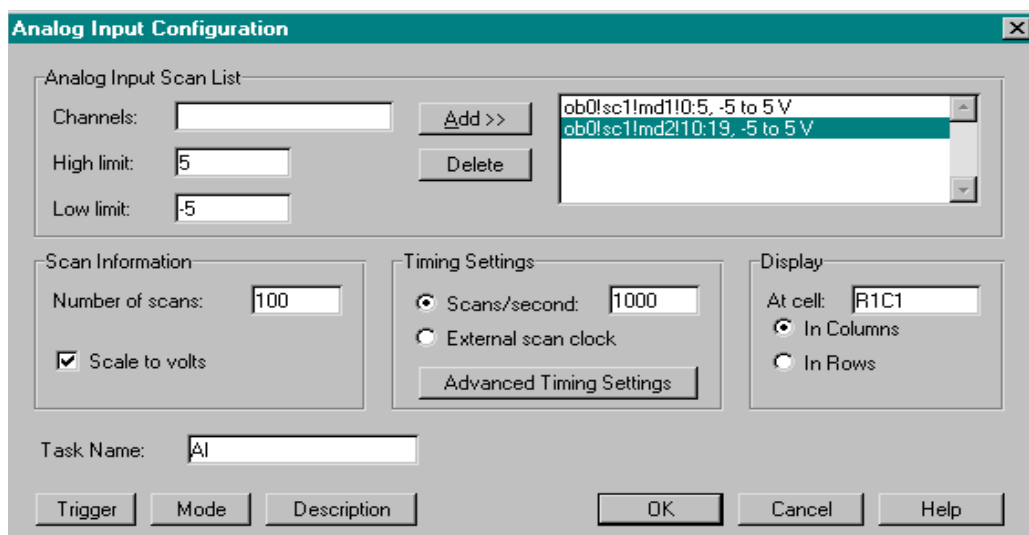 Analog Input Configuration
Analog Input Scan List
Channels:
Add >>
ob0!sc1!md1!0:5, -5 to 5 V
ob0!sc1!md2!10:19, -5 to 5 V
High limit:
5
Delete
Low limit:
-5
Scan Information
Number of scans:
100
Scale to volts
Timing Settings
Scans/second:
1000
External scan clock
Advanced Timing Settings
Display
At cell:
R1C1
In Columns
In Rows
Task Name:
AI
Trigger
Mode
Description
OK
Cancel
Help